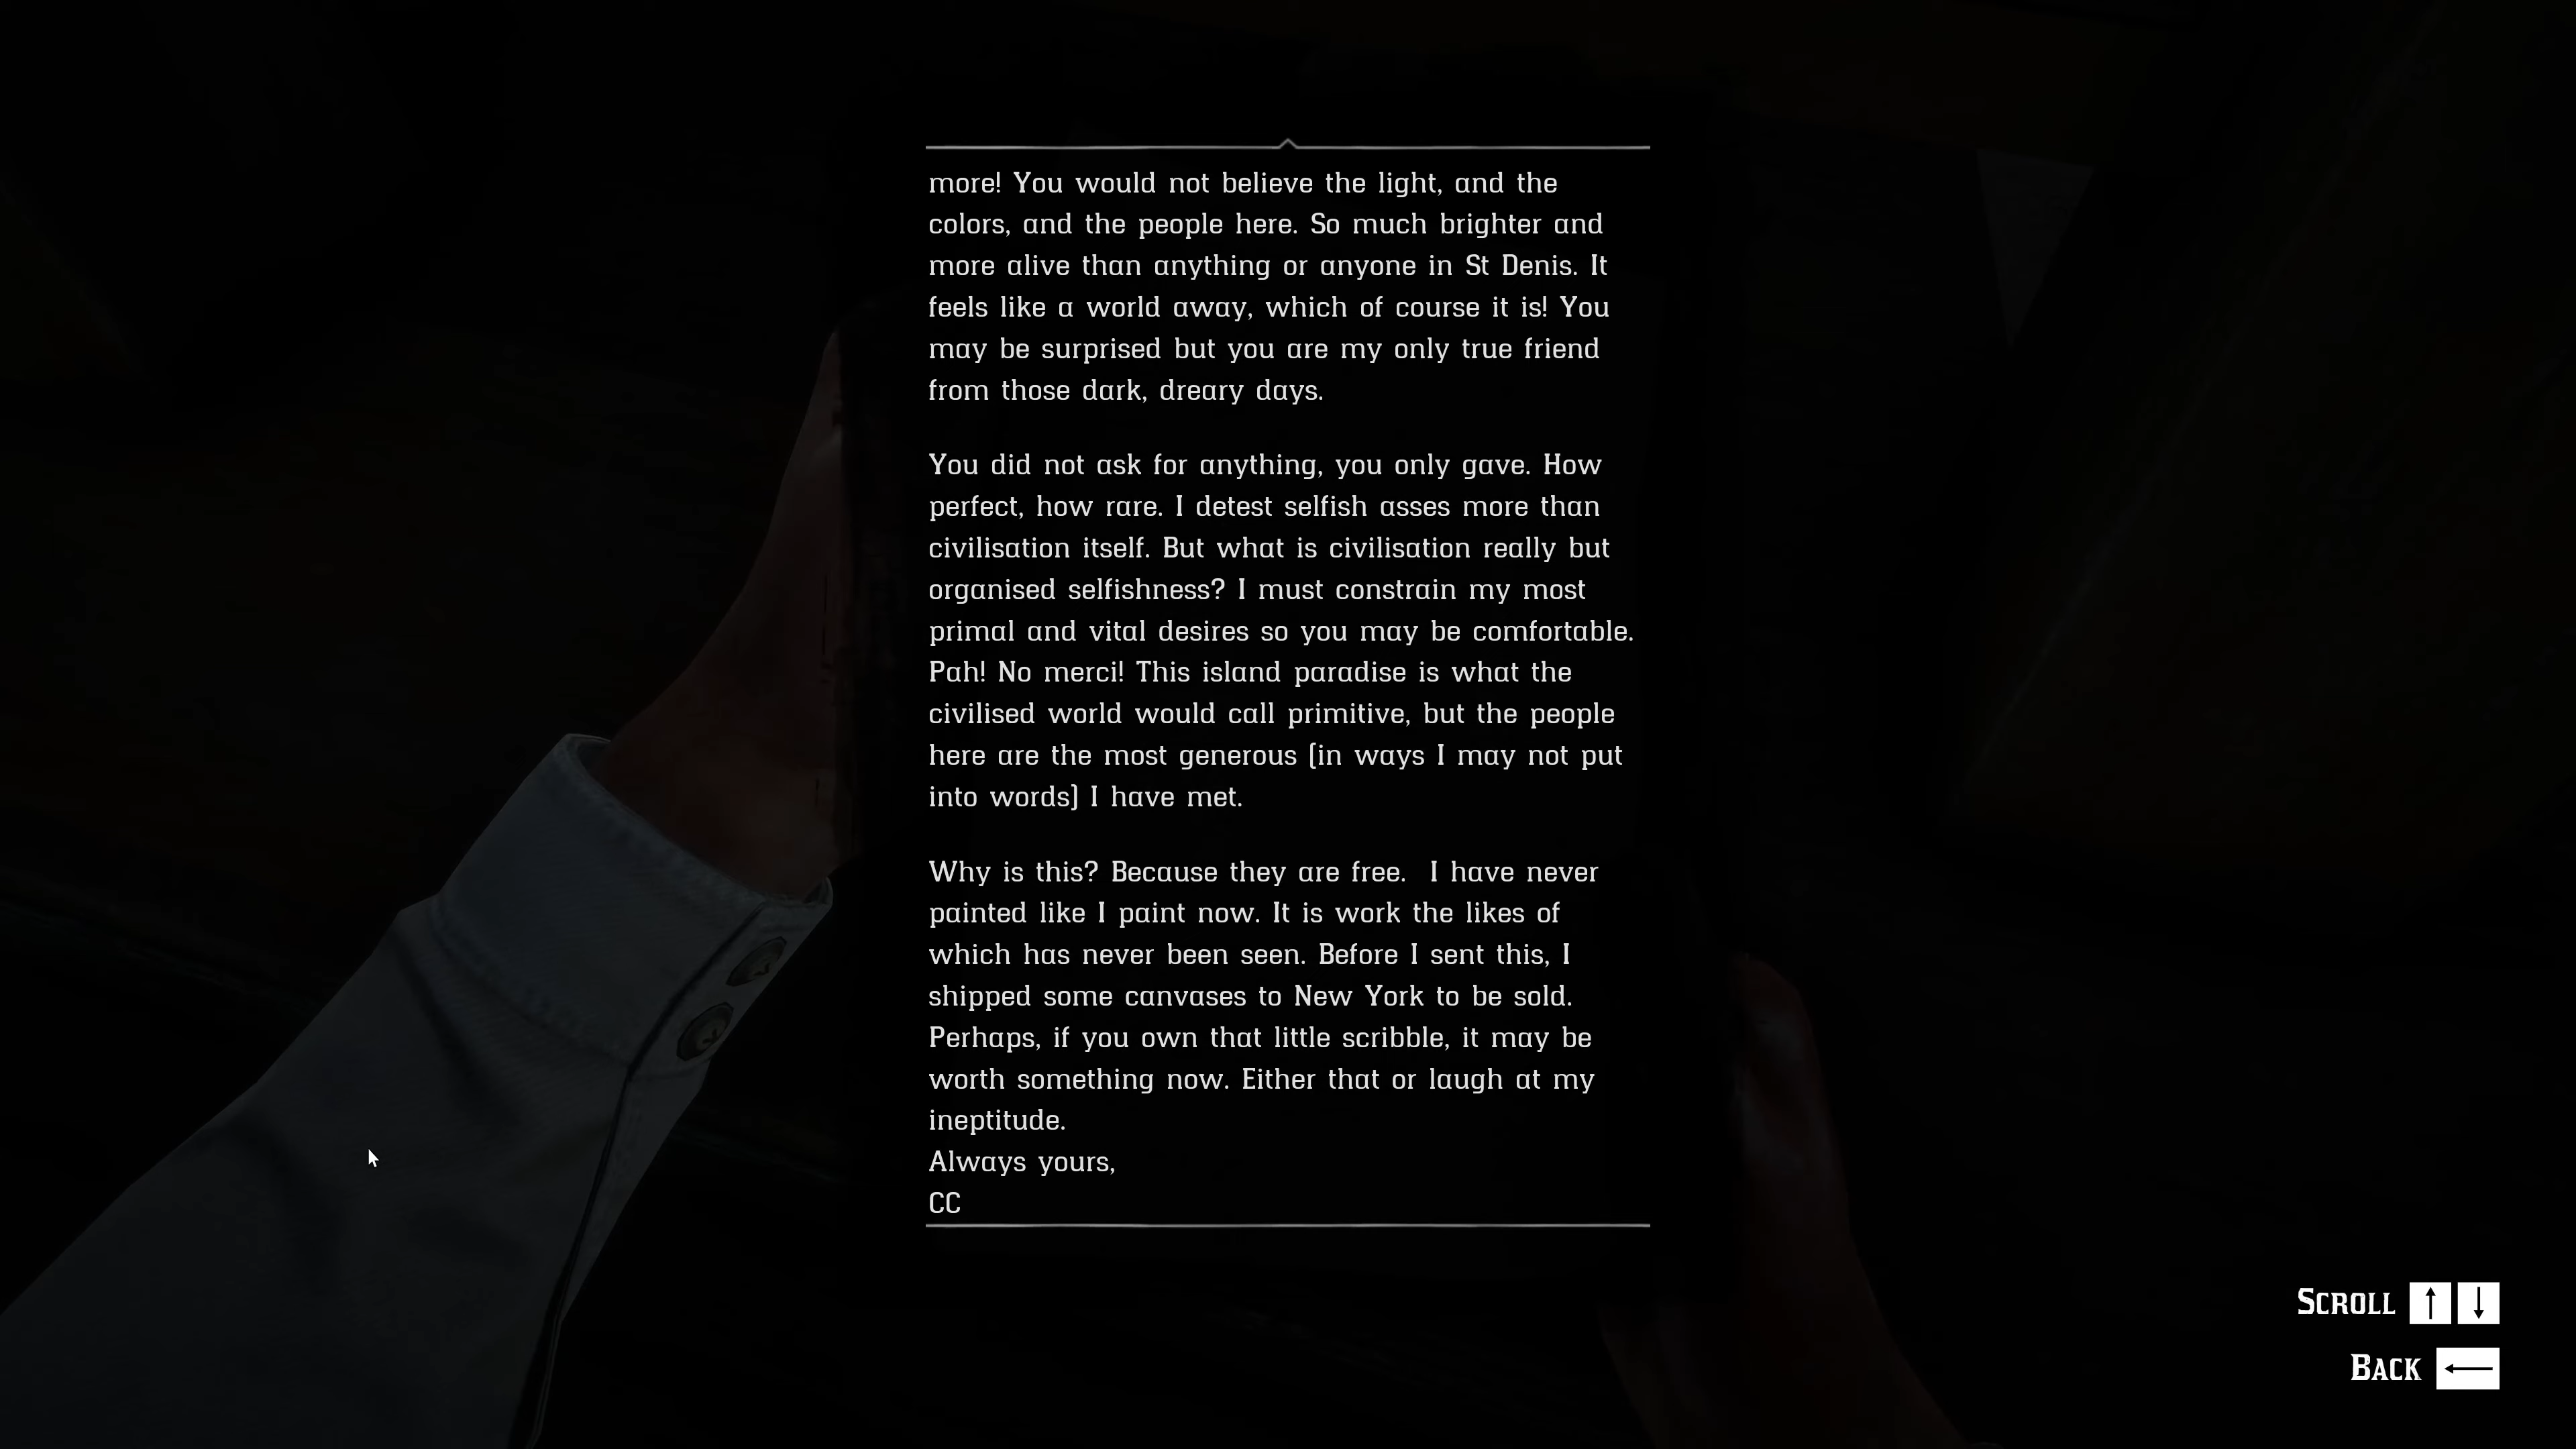 more! You would not believe the light, and the
colors, and the people here. So much brighter and
more alive than anything or anyone in St Denis. It
feels like a world away, which of course it is! You
may be surprised but you are my only true friend
from those dark, dreary days.
You did not ask for anything, you only gave. How
perfect, how rare. I detest selfish asses more than
civilisation itself. But what is civilisation really but
organised selfishness? I must constrain my most
primal and vital desires so you may be comfortable.
Pah! No merci! This island paradise is what the
civilised world would call primitive, but the people
here are the most generous (in ways I may not put
into words) I have met.
Why is this? Because they are free.  I have never
painted like I paint now. It is work the likes of
which has never been seen. Before I sent this, I
shipped some canvases to New York to be sold.
Perhaps, if you own that little scribble, it may be
worth something now. Either that or laugh at my
ineptitude.
Always yours,
CC
SCROLL ↑ ↓
BACK ←